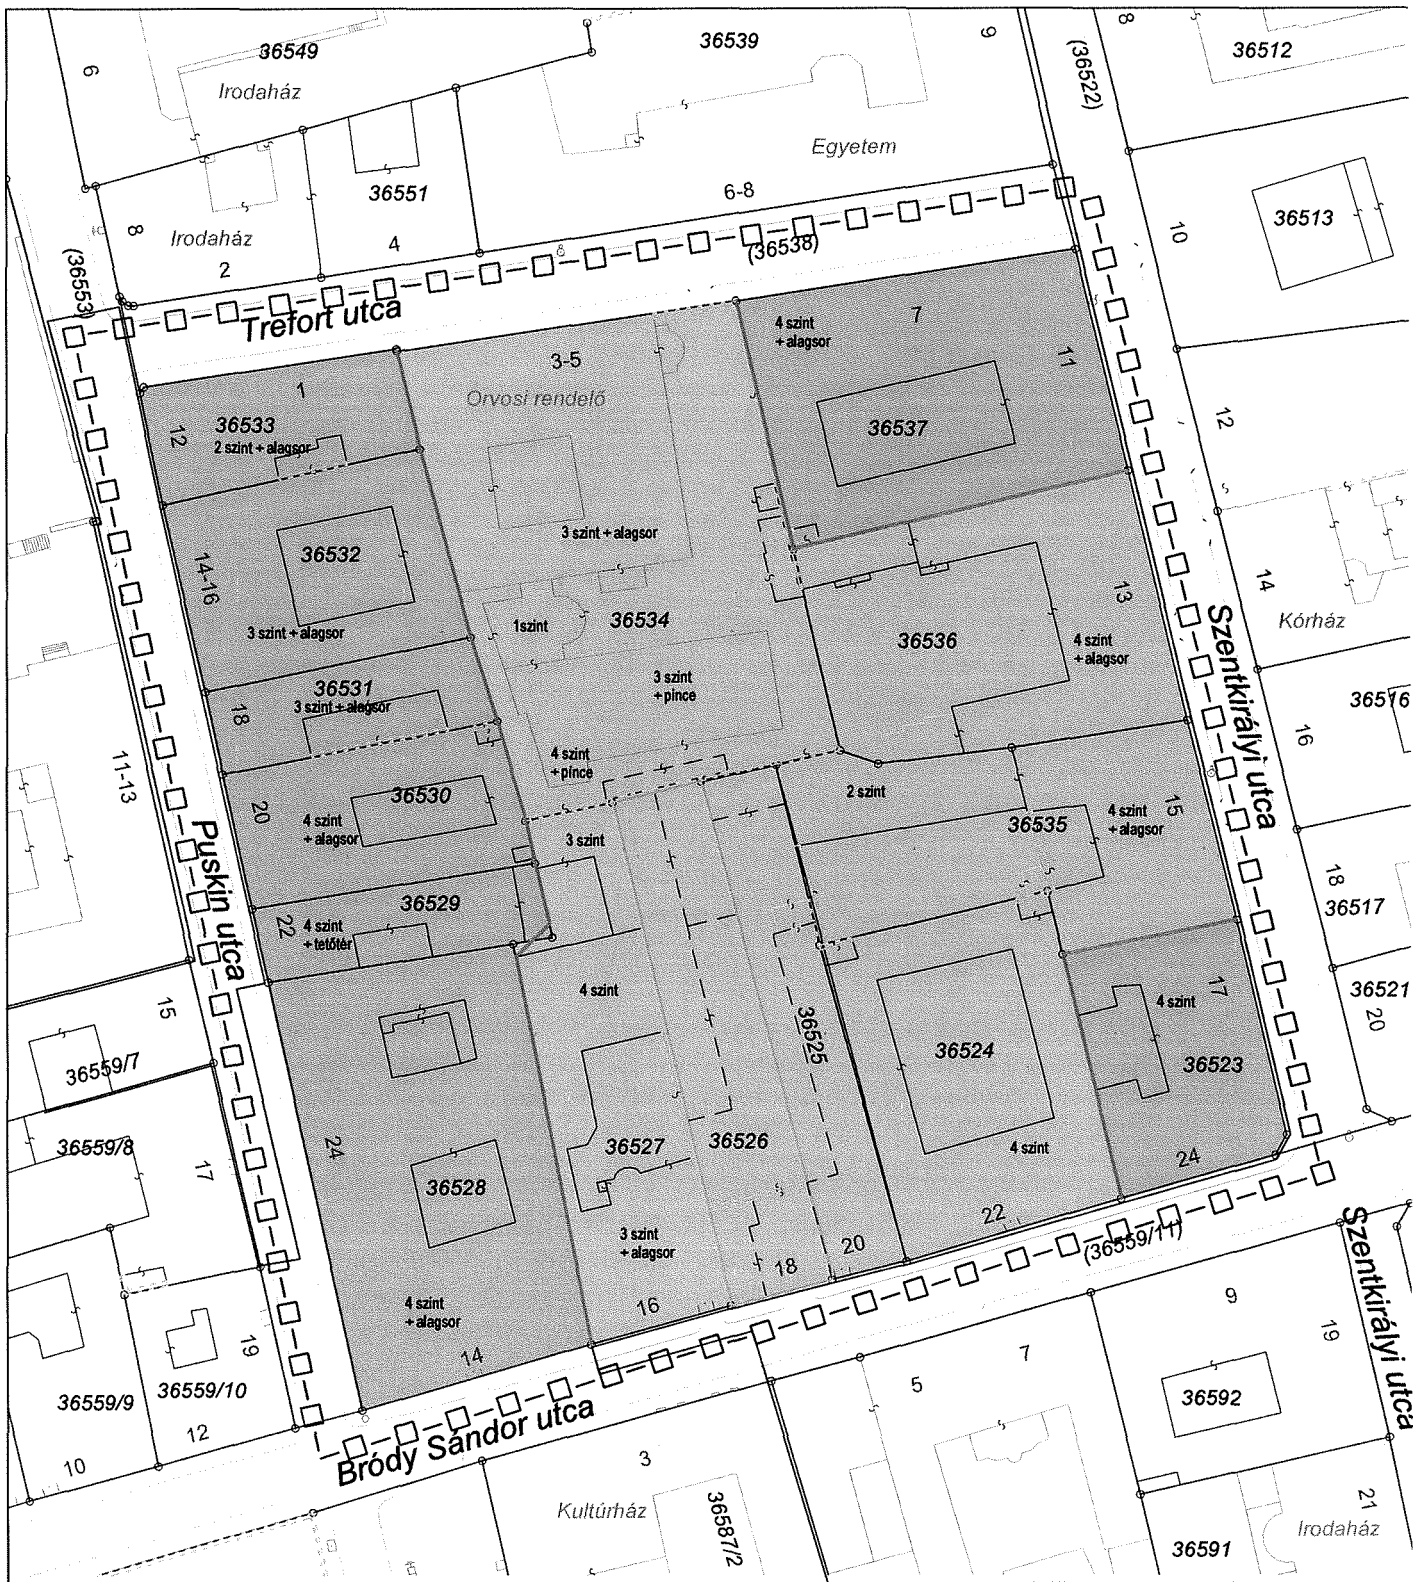 36549
36539
9
(36522)
8
36512
6
Irodaház
Egyetem
36551
6-8
10
36513
8
Irodaház
4
2
(36553)
(36538)
Trefort utca
1
3-5
Orvosi rendelő
4 szint
+ alagsor
7
11
12
36533
2 szint + alagsor
12
36537
36532
14-16
3 szint + alagsor
3 szint + alagsor
1szint
36534
36536
13
4 szint
+ alagsor
Szentkirályi utca
14
Kórház
36531
3 szint + alagsor
18
3 szint
+ pince
36516
16
11-13
20
36530
4 szint
+ alagsor
4 szint
+ pince
2 szint
3 szint
36535
4 szint
+ alagsor
15
Puskin utca
22
36529
4 szint
+ tetőtér
18
36517
15
4 szint
36525
36524
17
4 szint
36523
36521
20
36559/7
36559/8
17
24
36528
36527
36526
4 szint
24
3 szint
+ alagsor
22
20
18
16
(36559/11)
4 szint
+ alagsor
14
Szentkirályi utca
19
36559/10
36559/9
12
10
Bródy Sándor utca
3
5
7
9
19
36592
Kultúrház
36587/2
21
Irodaház
36591